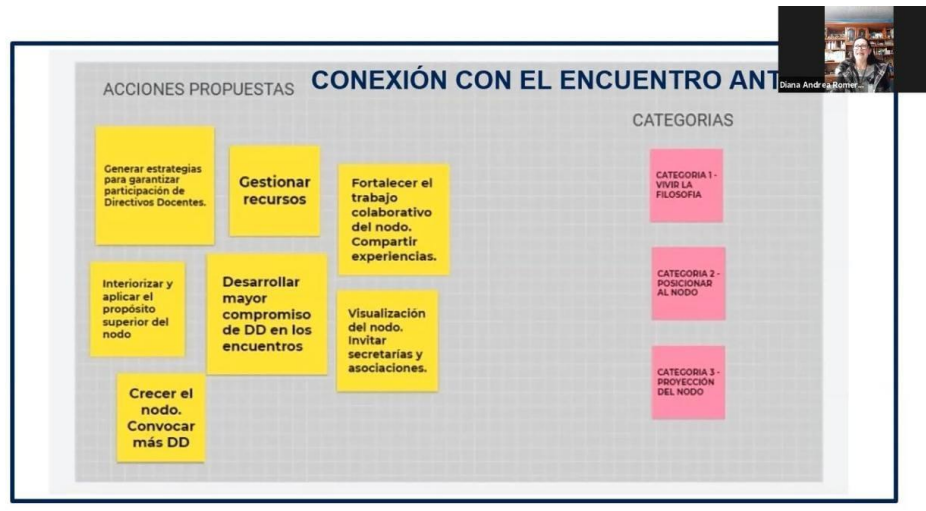 CONEXIÓN CON EL ENCUENTRO ANT
Diana Andrea Romer...
ACCIONES PROPUESTAS
CATEGORIAS
Generar estrategias
para garantizar
participación de
Directivos Docentes.
Gestionar
recursos
Fortalecer el
trabajo
colaborativo
del nodo.
Compartir
experiencias.
Interiorizar y
aplicar el
propósito
superior del
nodo
Desarrollar
mayor
compromiso
de DD en los
encuentros
Visualización
del nodo.
Invitar
secretarías y
asociaciones.
Crecer el
nodo.
Convocar
más DD
CATEGORIA 1 -
VIVIR LA
FILOSOFIA
CATEGORIA 2 -
POSICIONAR
AL NODO
CATEGORIA 3 -
PROYECCIÓN
DEL NODO